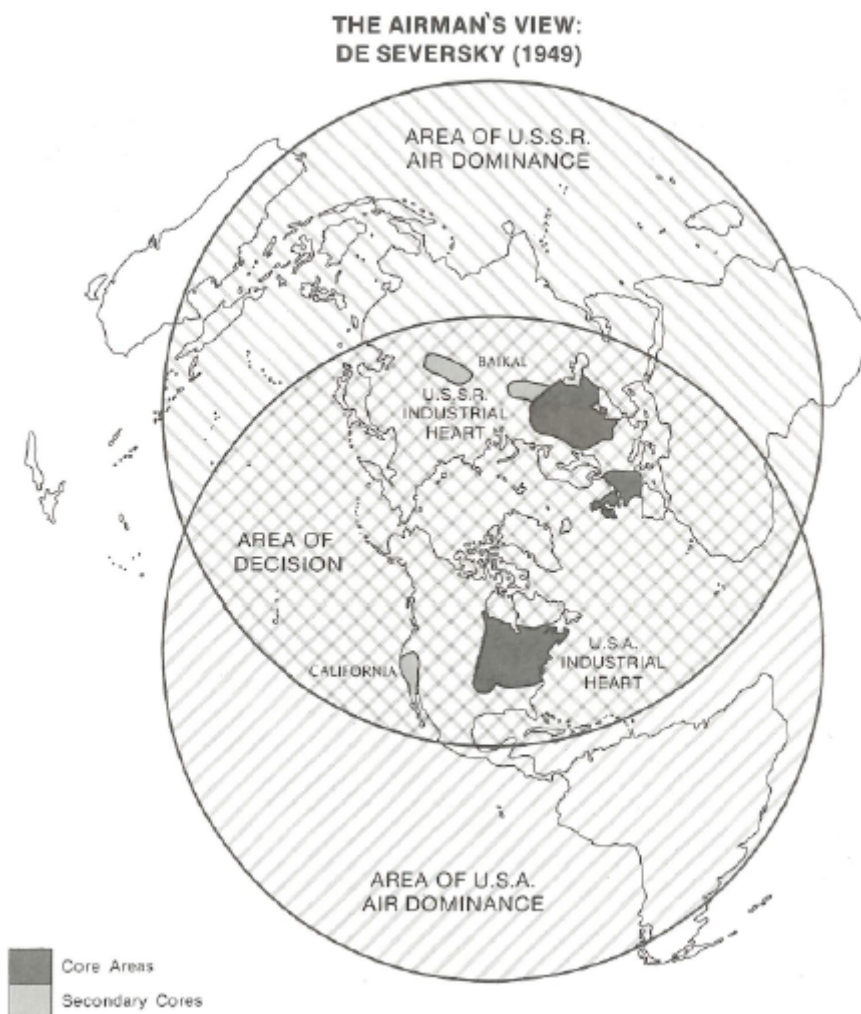 THE AIRMAN`S VIEW:
DE SEVERSKY (1949)
AREA OF U.S.S.R.
AIR DOMINANCE
BAIKAL
U.S.S.R.
INDUSTRIAL
HEART
AREA OF
DECISION
U.S.A.
INDUSTRIAL
HEART
CALIFORNIA
AREA OF U.S.A.
AIR DOMINANCE
Core Areas
Secondary Cores